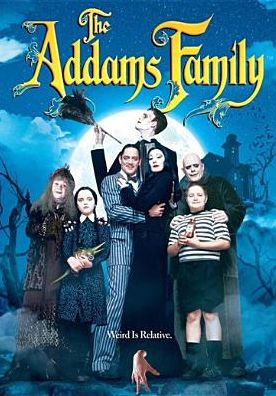 The
Addams Family
Weird Is Relative.